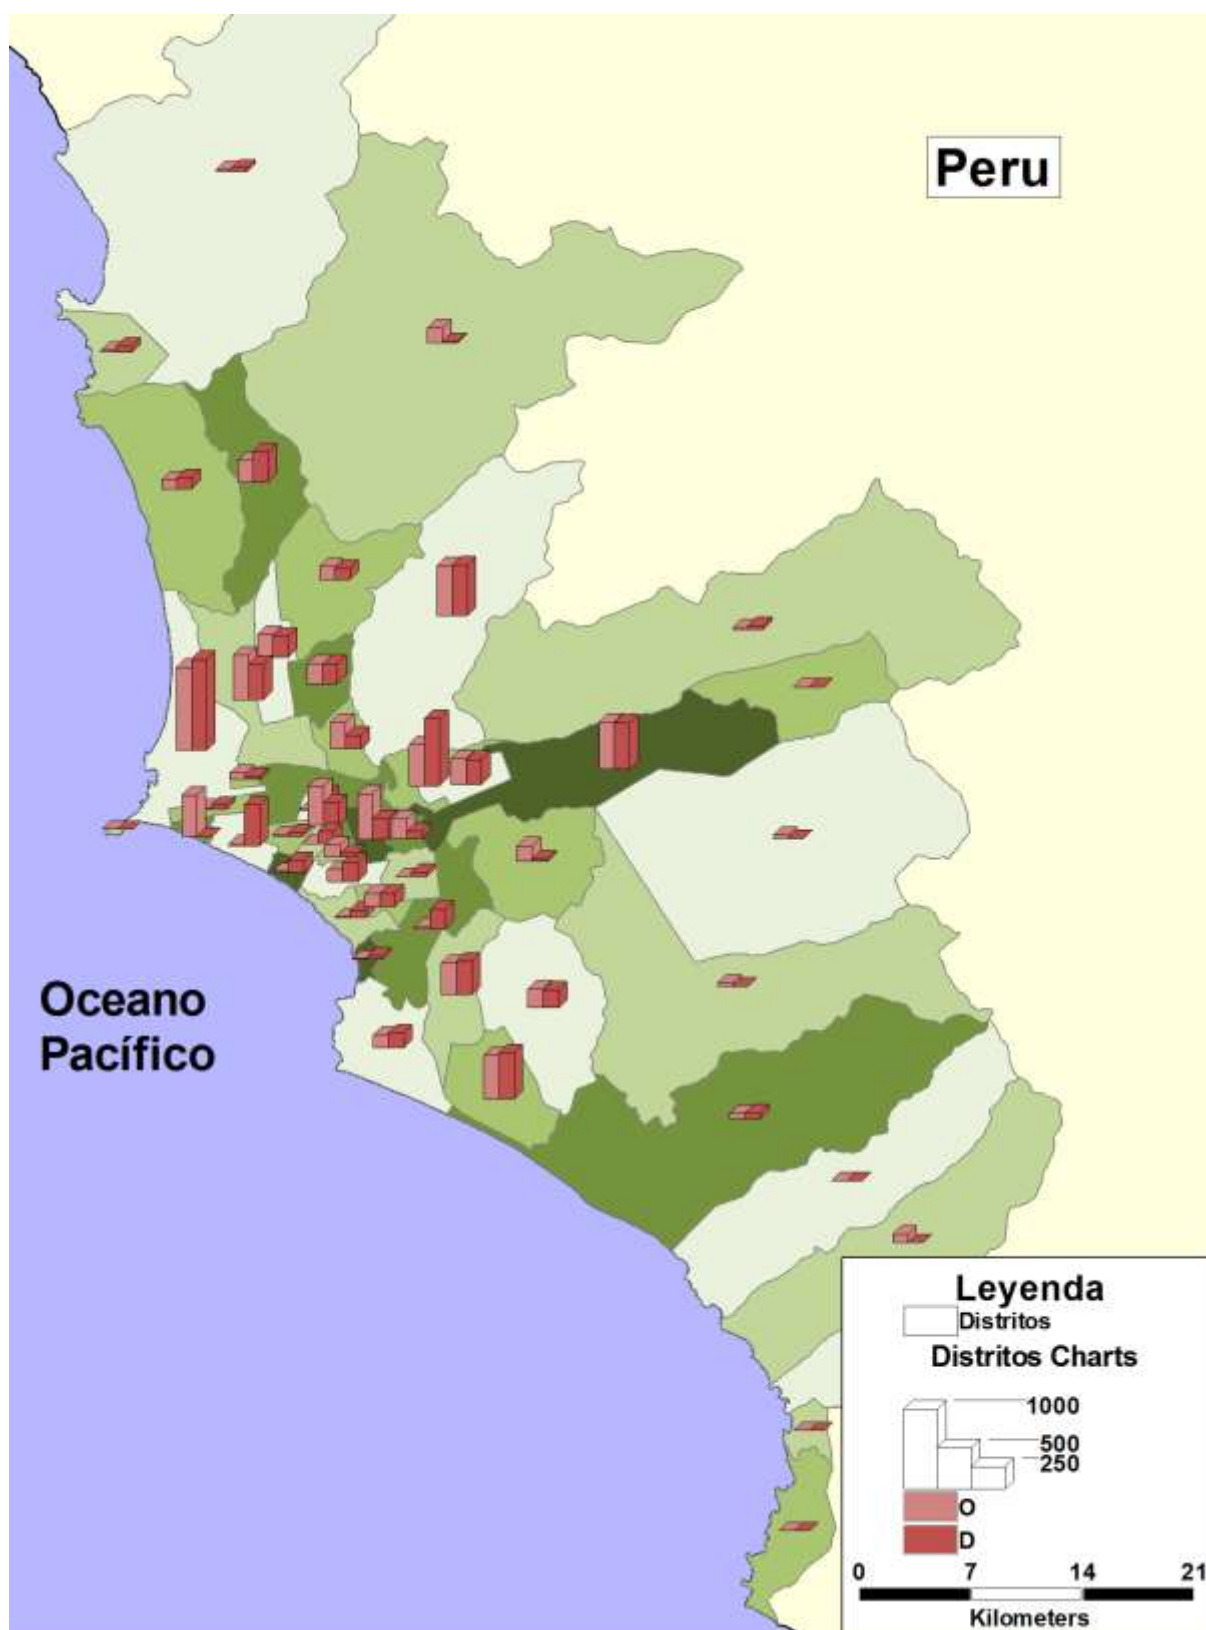 Peru
Oceano
Pacífico
Leyenda
Distritos
Distritos Charts
1000
500
250
O
D
0 7 14 21
Kilometers